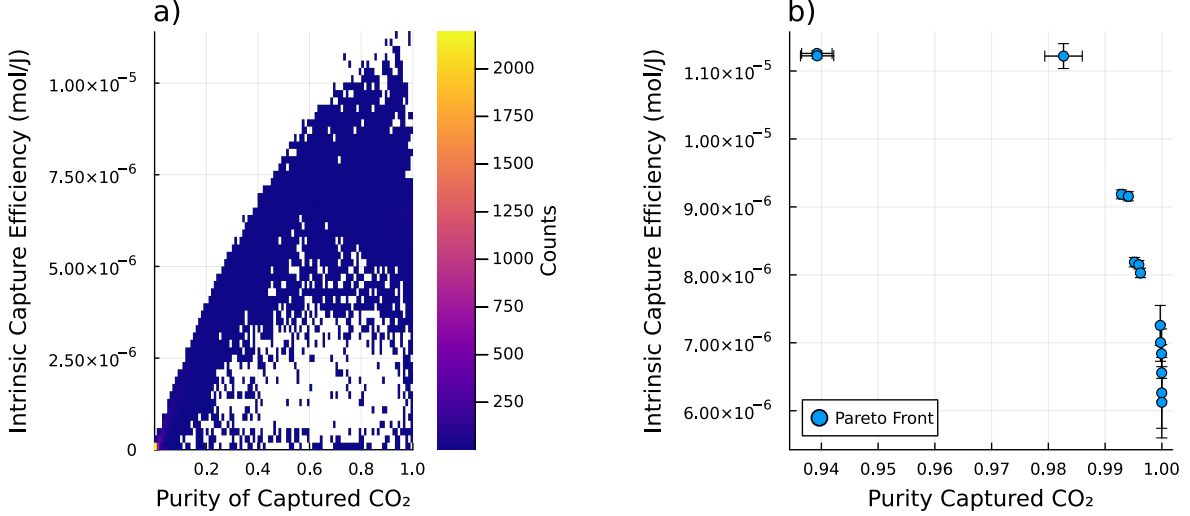 a)
Intrinsic Capture Efficiency (mol/J)
1.00×10⁻⁵
7.50×10⁻⁶
5.00×10⁻⁶
2.50×10⁻⁶
0
0.2 0.4 0.6 0.8 1.0
Purity of Captured CO₂
2000
1750
1500
1250
1000
750
500
250
Counts
b)
Intrinsic Capture Efficiency (mol/J)
1.10×10⁻⁵
1.00×10⁻⁵
9.00×10⁻⁶
8.00×10⁻⁶
7.00×10⁻⁶
6.00×10⁻⁶
Pareto Front
0.94 0.95 0.96 0.97 0.98 0.99 1.00
Purity Captured CO₂